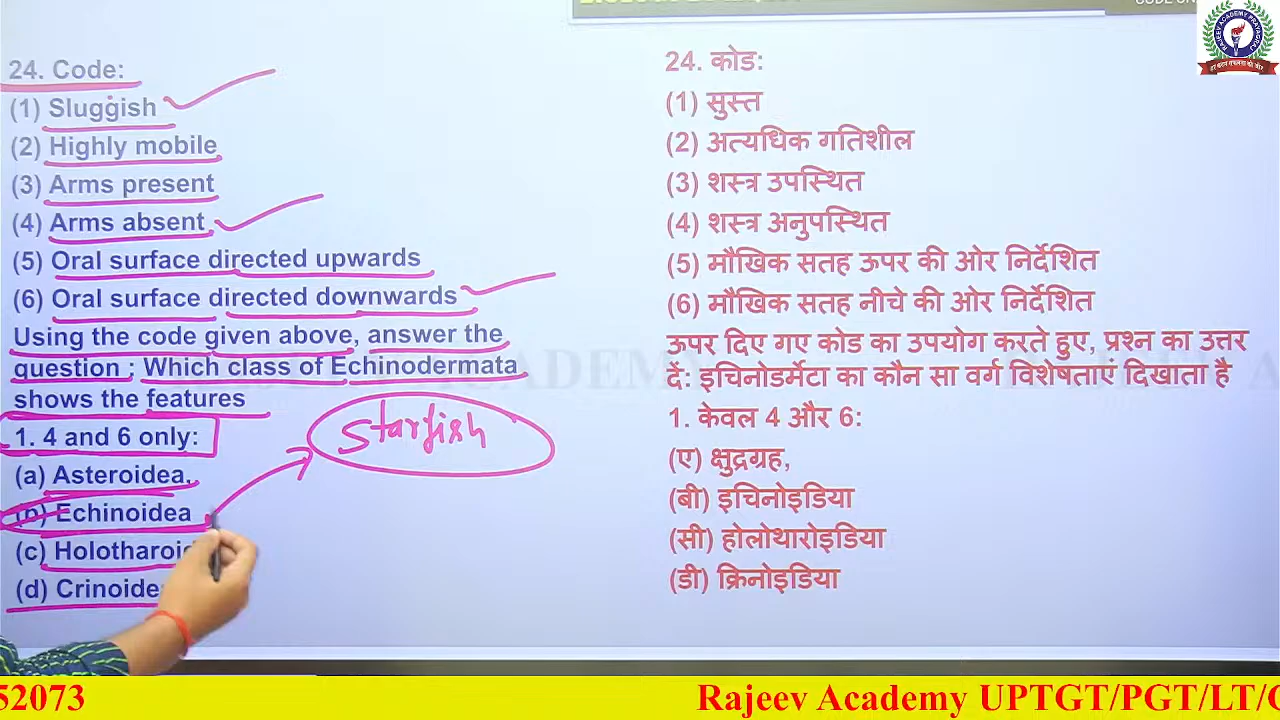 24. Code:
(1) Sluggish
(2) Highly mobile
(3) Arms present
(4) Arms absent
(5) Oral surface directed upwards
(6) Oral surface directed downwards
Using the code given above, answer the
question : Which class of Echinodermata
shows the features
1. 4 and 6 only:
(a) Asteroidea,
(b) Echinoidea
(c)
(d)
Starfish
24. कोड:
(1) सुस्त
(2) अत्यधिक गतिशील
(3) शस्त्र उपस्थित
(4) शस्त्र अनुपस्थित
(5) मौखिक सतह ऊपर की ओर निर्देशित
(6) मौखिक सतह नीचे की ओर निर्देशित
ऊपर दिए गए कोड का उपयोग करते हुए, प्रश्न का उत्तर
दें: इचिनोडर्मेटा का कौन सा वर्ग विशेषताएं दिखाता है
1. केवल 4 और 6:
(ए) क्षुद्रग्रह,
(बी) इचिनोइडिया
(सी) होलोथारोइडिया
(डी) क्रिनोइडिया
RAJEEV ACADEMY PRAYAGRAJ
52073
Rajeev Academy UPTGT/PGT/LT/